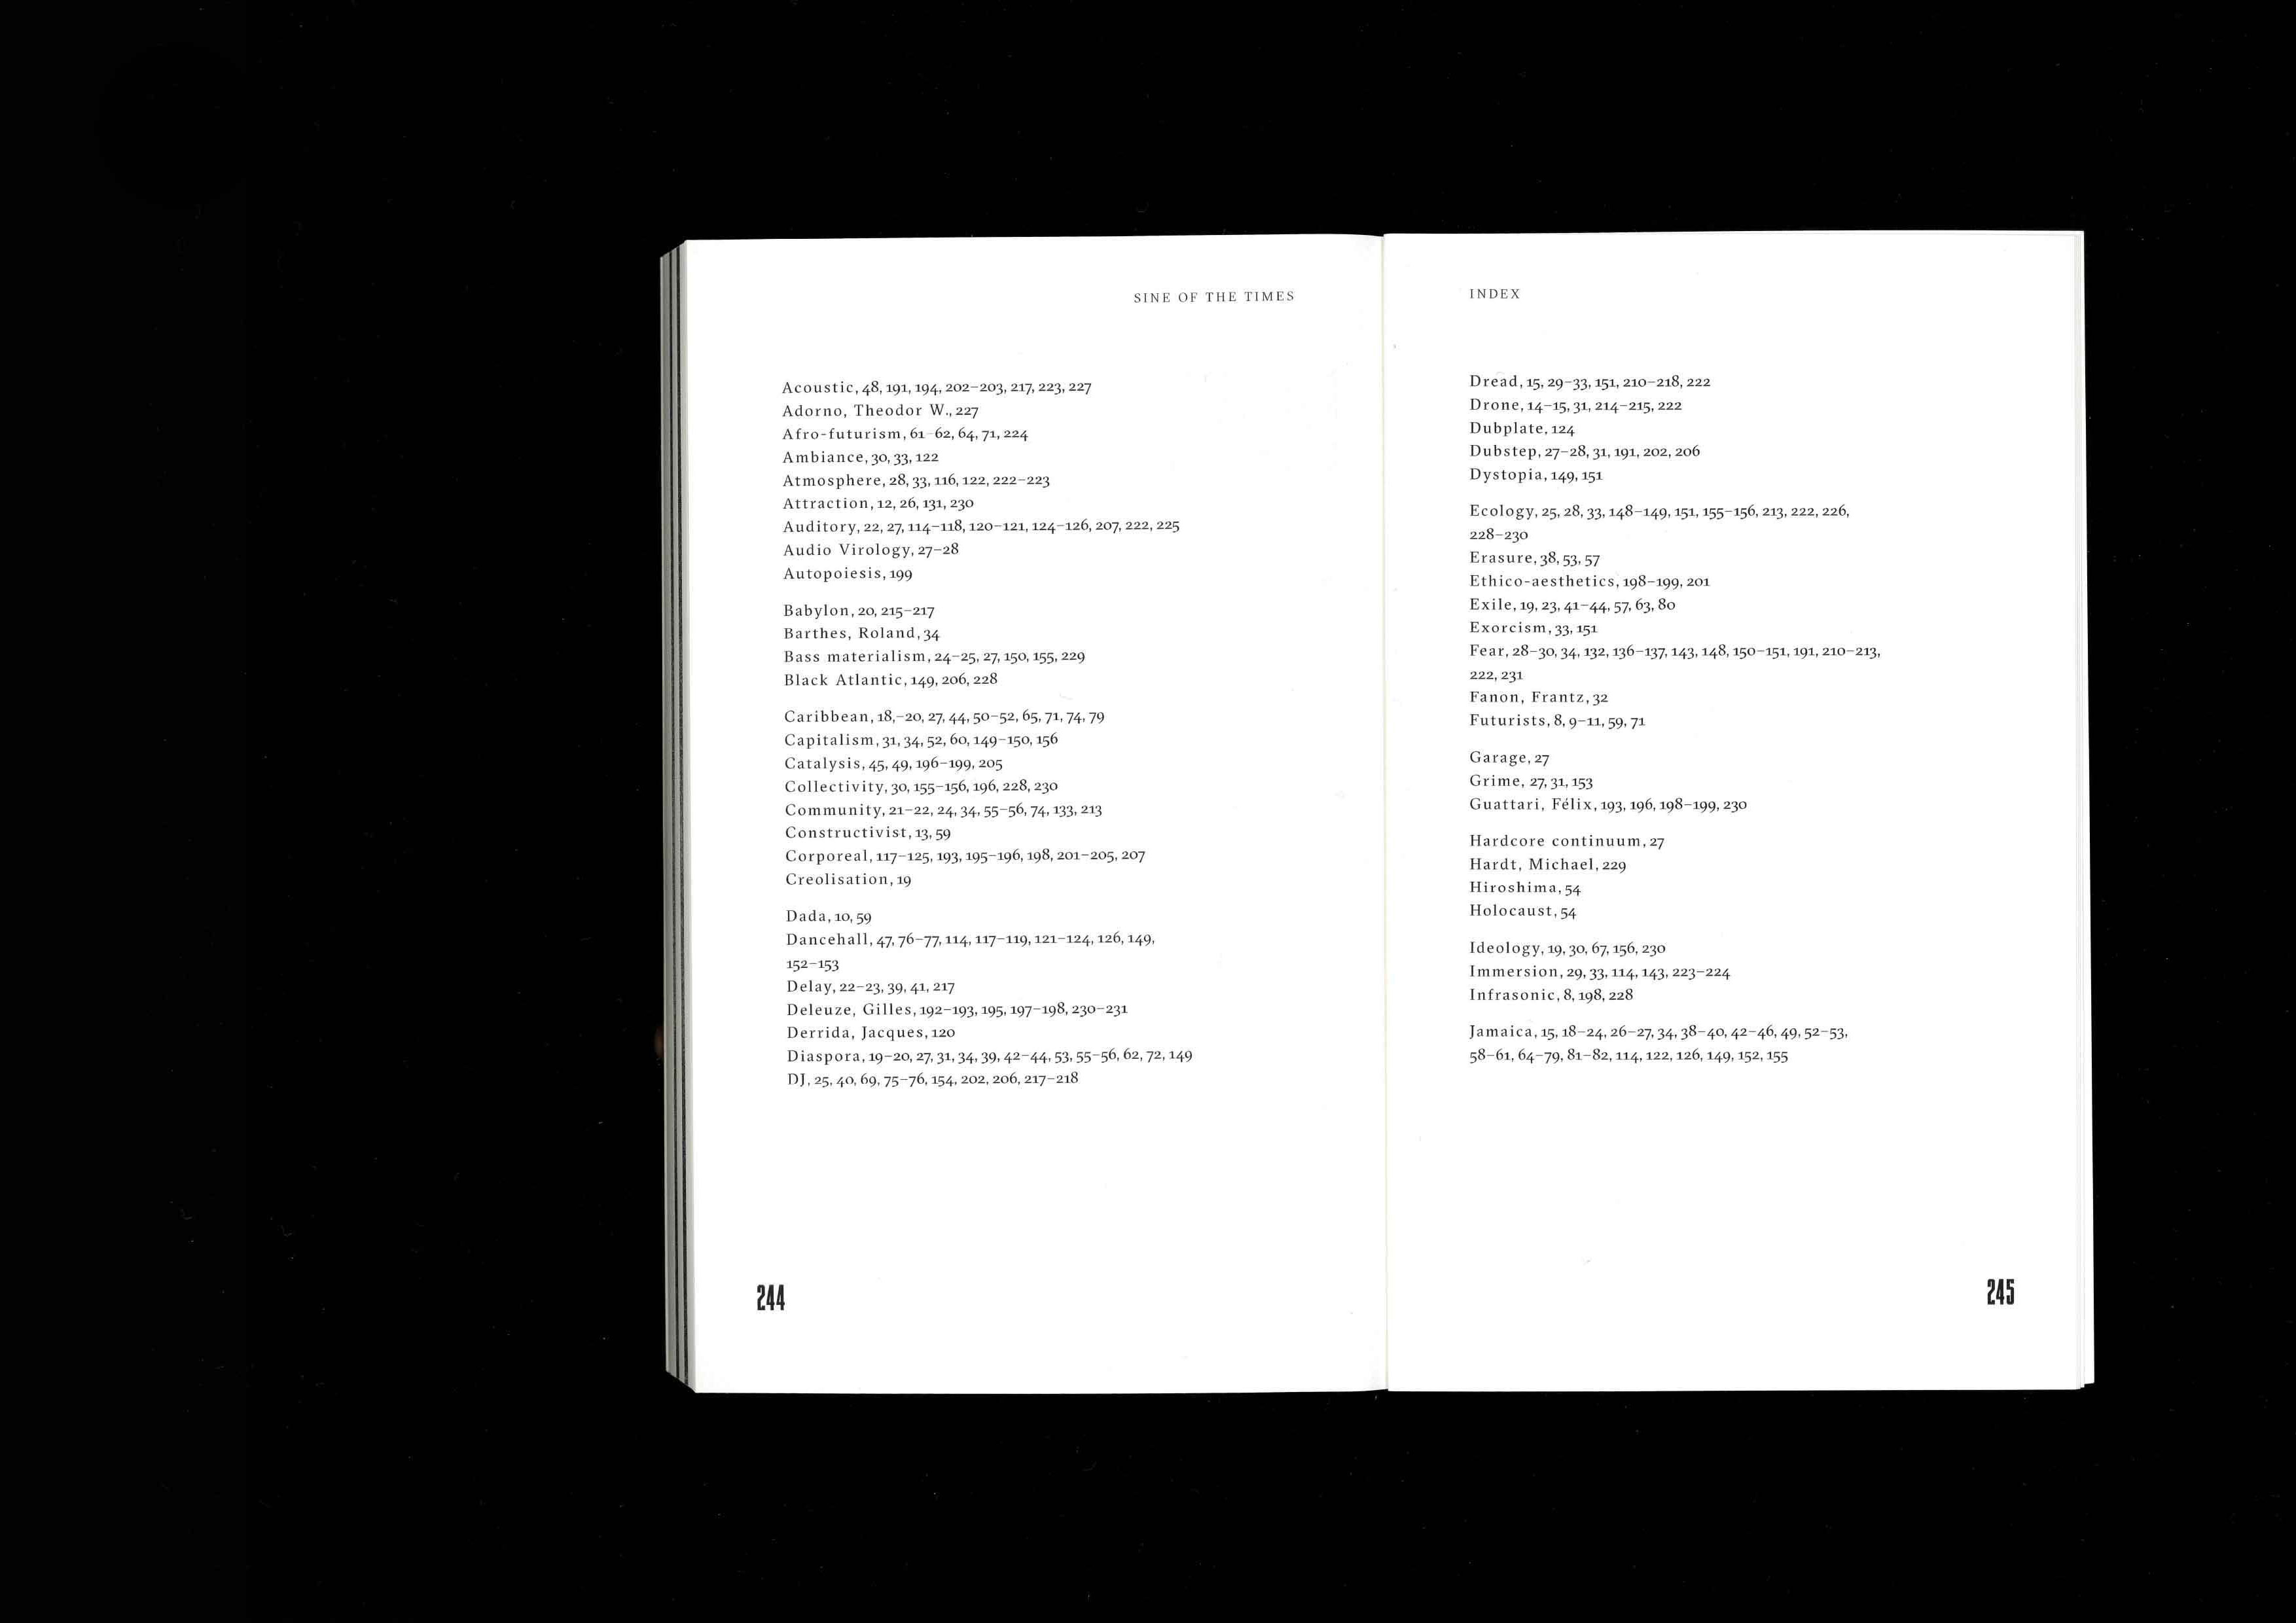 SINE OF THE TIMES
Acoustic, 48, 191, 194, 202–203, 217, 223, 227
Adorno, Theodor W., 227
Afro-futurism, 61–62, 64, 71, 224
Ambiance, 30, 33, 122
Atmosphere, 28, 33, 116, 122, 222–223
Attraction, 12, 26, 131, 230
Auditory, 22, 27, 114–118, 120–121, 124–126, 207, 222, 225
Audio Virology, 27–28
Autopoiesis, 199
Babylon, 20, 215–217
Barthes, Roland, 34
Bass materialism, 24–25, 27, 150, 155, 229
Black Atlantic, 149, 206, 228
Caribbean, 18,–20, 27, 44, 50–52, 65, 71, 74, 79
Capitalism, 31, 34, 52, 60, 149–150, 156
Catalysis, 45, 49, 196–199, 205
Collectivity, 30, 155–156, 196, 228, 230
Community, 21–22, 24, 34, 55–56, 74, 133, 213
Constructivist, 13, 59
Corporeal, 117–125, 193, 195–196, 198, 201–205, 207
Creolisation, 19
Dada, 10, 59
Dancehall, 47, 76–77, 114, 117–119, 121–124, 126, 149,
152–153
Delay, 22–23, 39, 41, 217
Deleuze, Gilles, 192–193, 195, 197–198, 230–231
Derrida, Jacques, 120
Diaspora, 19–20, 27, 31, 34, 39, 42–44, 53, 55–56, 62, 72, 149
DJ, 25, 40, 69, 75–76, 154, 202, 206, 217–218
244
INDEX
Dread, 15, 29–33, 151, 210–218, 222
Drone, 14–15, 31, 214–215, 222
Dubplate, 124
Dubstep, 27–28, 31, 191, 202, 206
Dystopia, 149, 151
Ecology, 25, 28, 33, 148–149, 151, 155–156, 213, 222, 226,
228–230
Erasure, 38, 53, 57
Ethico-aesthetics, 198–199, 201
Exile, 19, 23, 41–44, 57, 63, 80
Exorcism, 33, 151
Fear, 28–30, 34, 132, 136–137, 143, 148, 150–151, 191, 210–213,
222, 231
Fanon, Frantz, 32
Futurists, 8, 9–11, 59, 71
Garage, 27
Grime, 27, 31, 153
Guattari, Félix, 193, 196, 198–199, 230
Hardcore continuum, 27
Hardt, Michael, 229
Hiroshima, 54
Holocaust, 54
Ideology, 19, 30, 67, 156, 230
Immersion, 29, 33, 114, 143, 223–224
Infrasonic, 8, 198, 228
Jamaica, 15, 18–24, 26–27, 34, 38–40, 42–46, 49, 52–53,
58–61, 64–79, 81–82, 114, 122, 126, 149, 152, 155
245